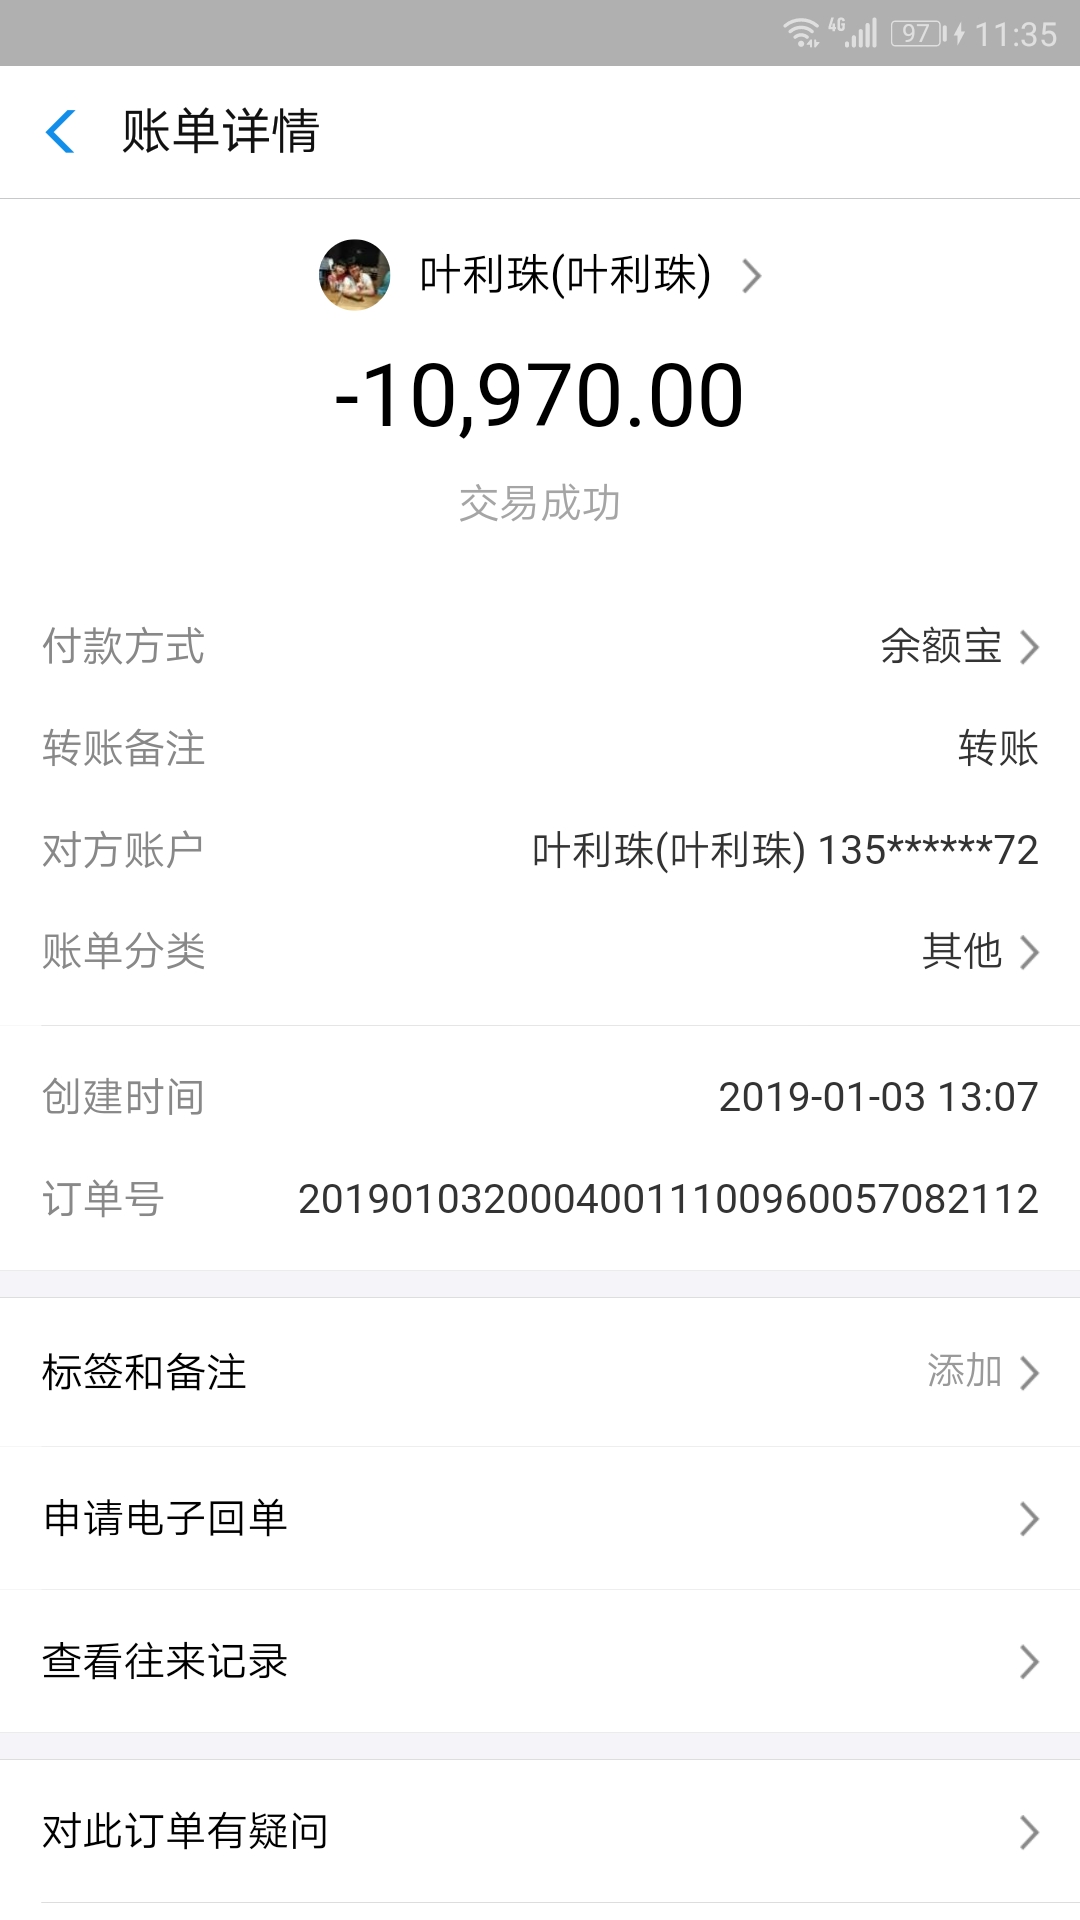 4G 97 11:35
账单详情
叶利珠(叶利珠)
-10,970.00
交易成功
付款方式 余额宝
转账备注 转账
对方账户 叶利珠(叶利珠) 135******72
账单分类 其他
创建时间 2019-01-03 13:07
订单号 20190103200040011100960057082112
标签和备注 添加
申请电子回单
查看往来记录
对此订单有疑问